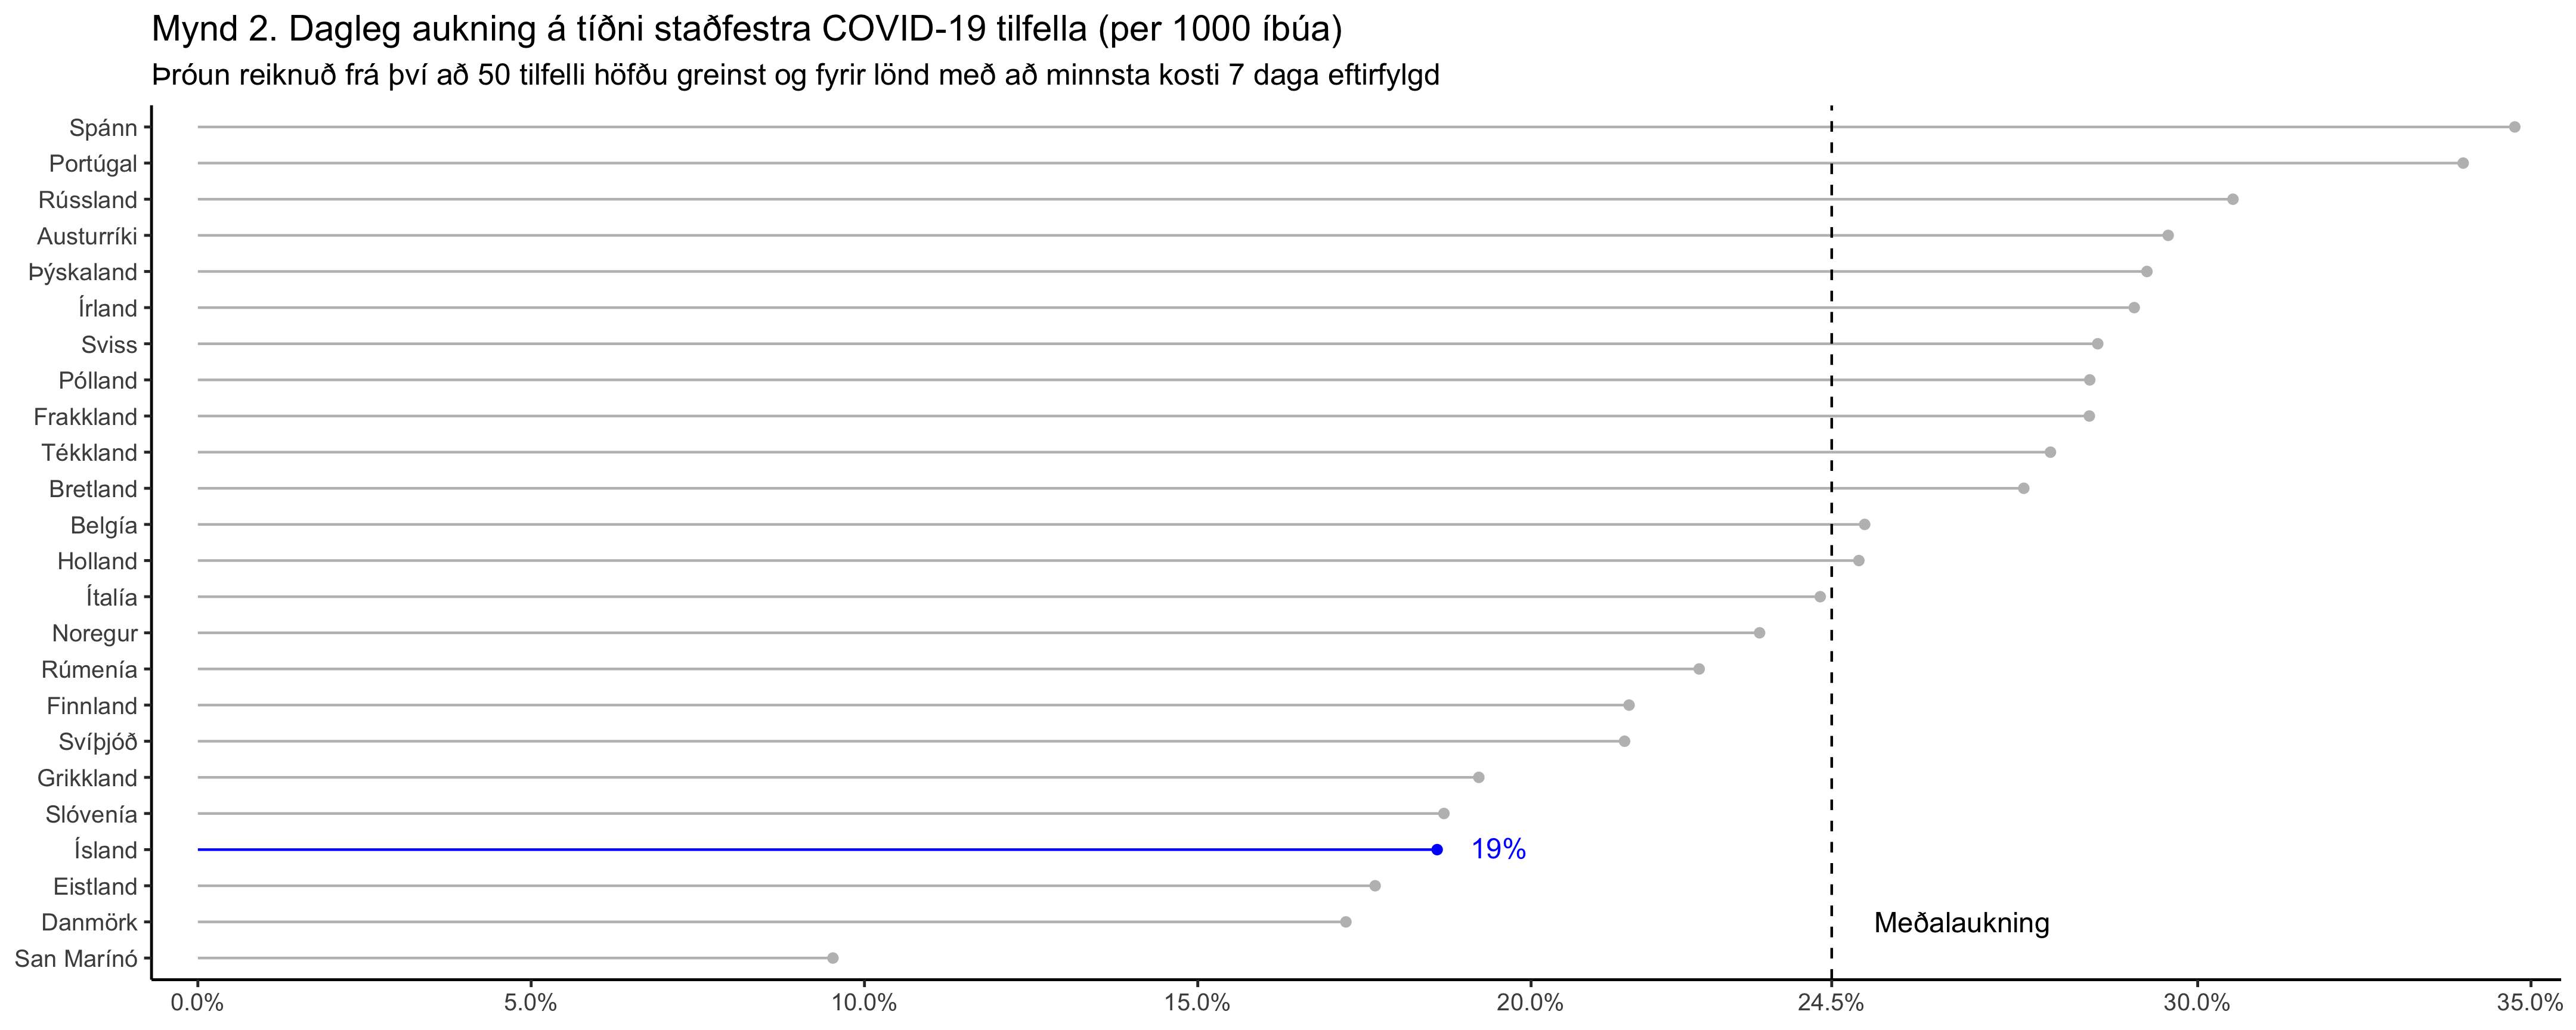 Mynd 2. Dagleg aukning á tíðni staðfestra COVID-19 tilfella (per 1000 íbúa)
Þróun reiknuð frá því að 50 tilfelli höfðu greinst og fyrir lönd með að minnsta kosti 7 daga eftirfylgd
Spánn
Portúgal
Rússland
Austurríki
Þýskaland
Írland
Sviss
Pólland
Frakkland
Tékkland
Bretland
Belgía
Holland
Ítalía
Noregur
Rúmenía
Finnland
Svíþjóð
Grikkland
Slóvenía
Ísland 19%
Eistland
Danmörk Meðalaukning
San Marínó
0.0% 5.0% 10.0% 15.0% 20.0% 24.5% 30.0% 35.0%